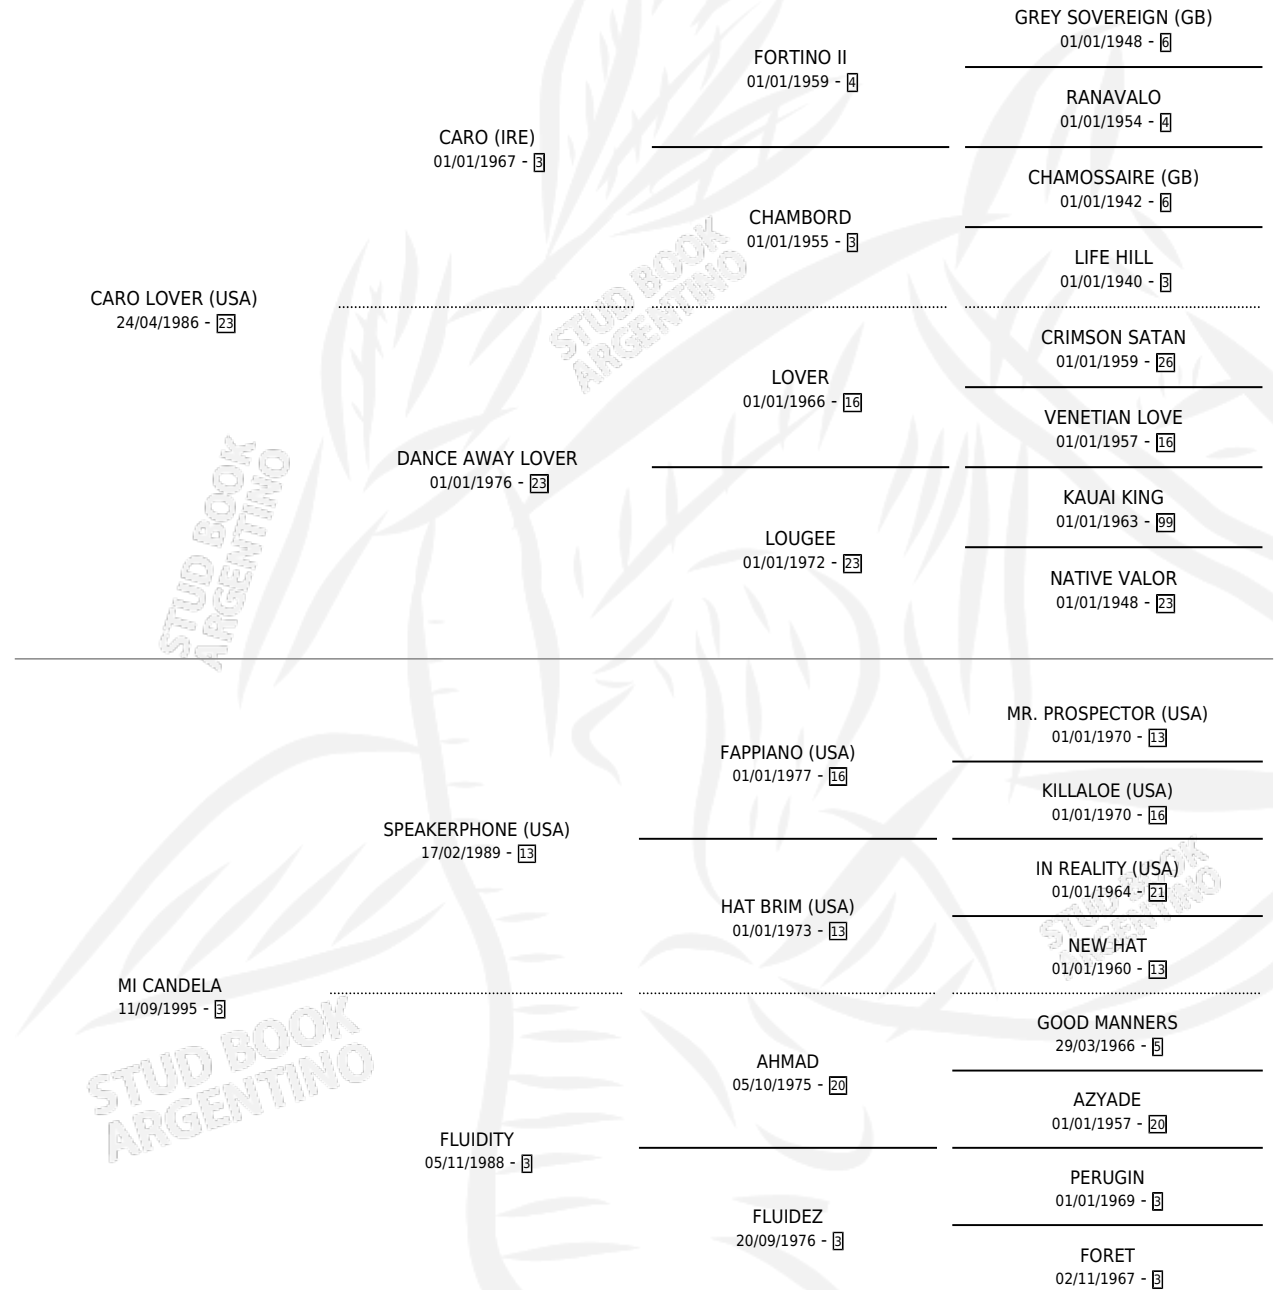 GREY SOVEREIGN (GB)
01/01/1948 - 6
FORTINO II
01/01/1959 - 4
RANAVALO
01/01/1954 - 4
CARO (IRE)
01/01/1967 - 3
CHAMOSSAIRE (GB)
01/01/1942 - 6
CHAMBORD
01/01/1955 - 3
LIFE HILL
01/01/1940 - 3
CARO LOVER (USA)
24/04/1986 - 23
CRIMSON SATAN
01/01/1959 - 26
LOVER
01/01/1966 - 16
VENETIAN LOVE
01/01/1957 - 16
DANCE AWAY LOVER
01/01/1976 - 23
KAUAI KING
01/01/1963 - 99
LOUGEE
01/01/1972 - 23
NATIVE VALOR
01/01/1948 - 23
MR. PROSPECTOR (USA)
01/01/1970 - 13
FAPPIANO (USA)
01/01/1977 - 16
KILLALOE (USA)
01/01/1970 - 16
SPEAKERPHONE (USA)
17/02/1989 - 13
IN REALITY (USA)
01/01/1964 - 21
HAT BRIM (USA)
01/01/1973 - 13
NEW HAT
01/01/1960 - 13
MI CANDELA
11/09/1995 - 3
GOOD MANNERS
29/03/1966 - 5
AHMAD
05/10/1975 - 20
AZYADE
01/01/1957 - 20
FLUIDITY
05/11/1988 - 3
PERUGIN
01/01/1969 - 3
FLUIDEZ
20/09/1976 - 3
FORET
02/11/1967 - 3
STUD BOOK
ARGENTINO
STUD BOOK
ARGENTINO
STUD BOOK
ARGENTINO
STUD BOOK
ARGENTINO